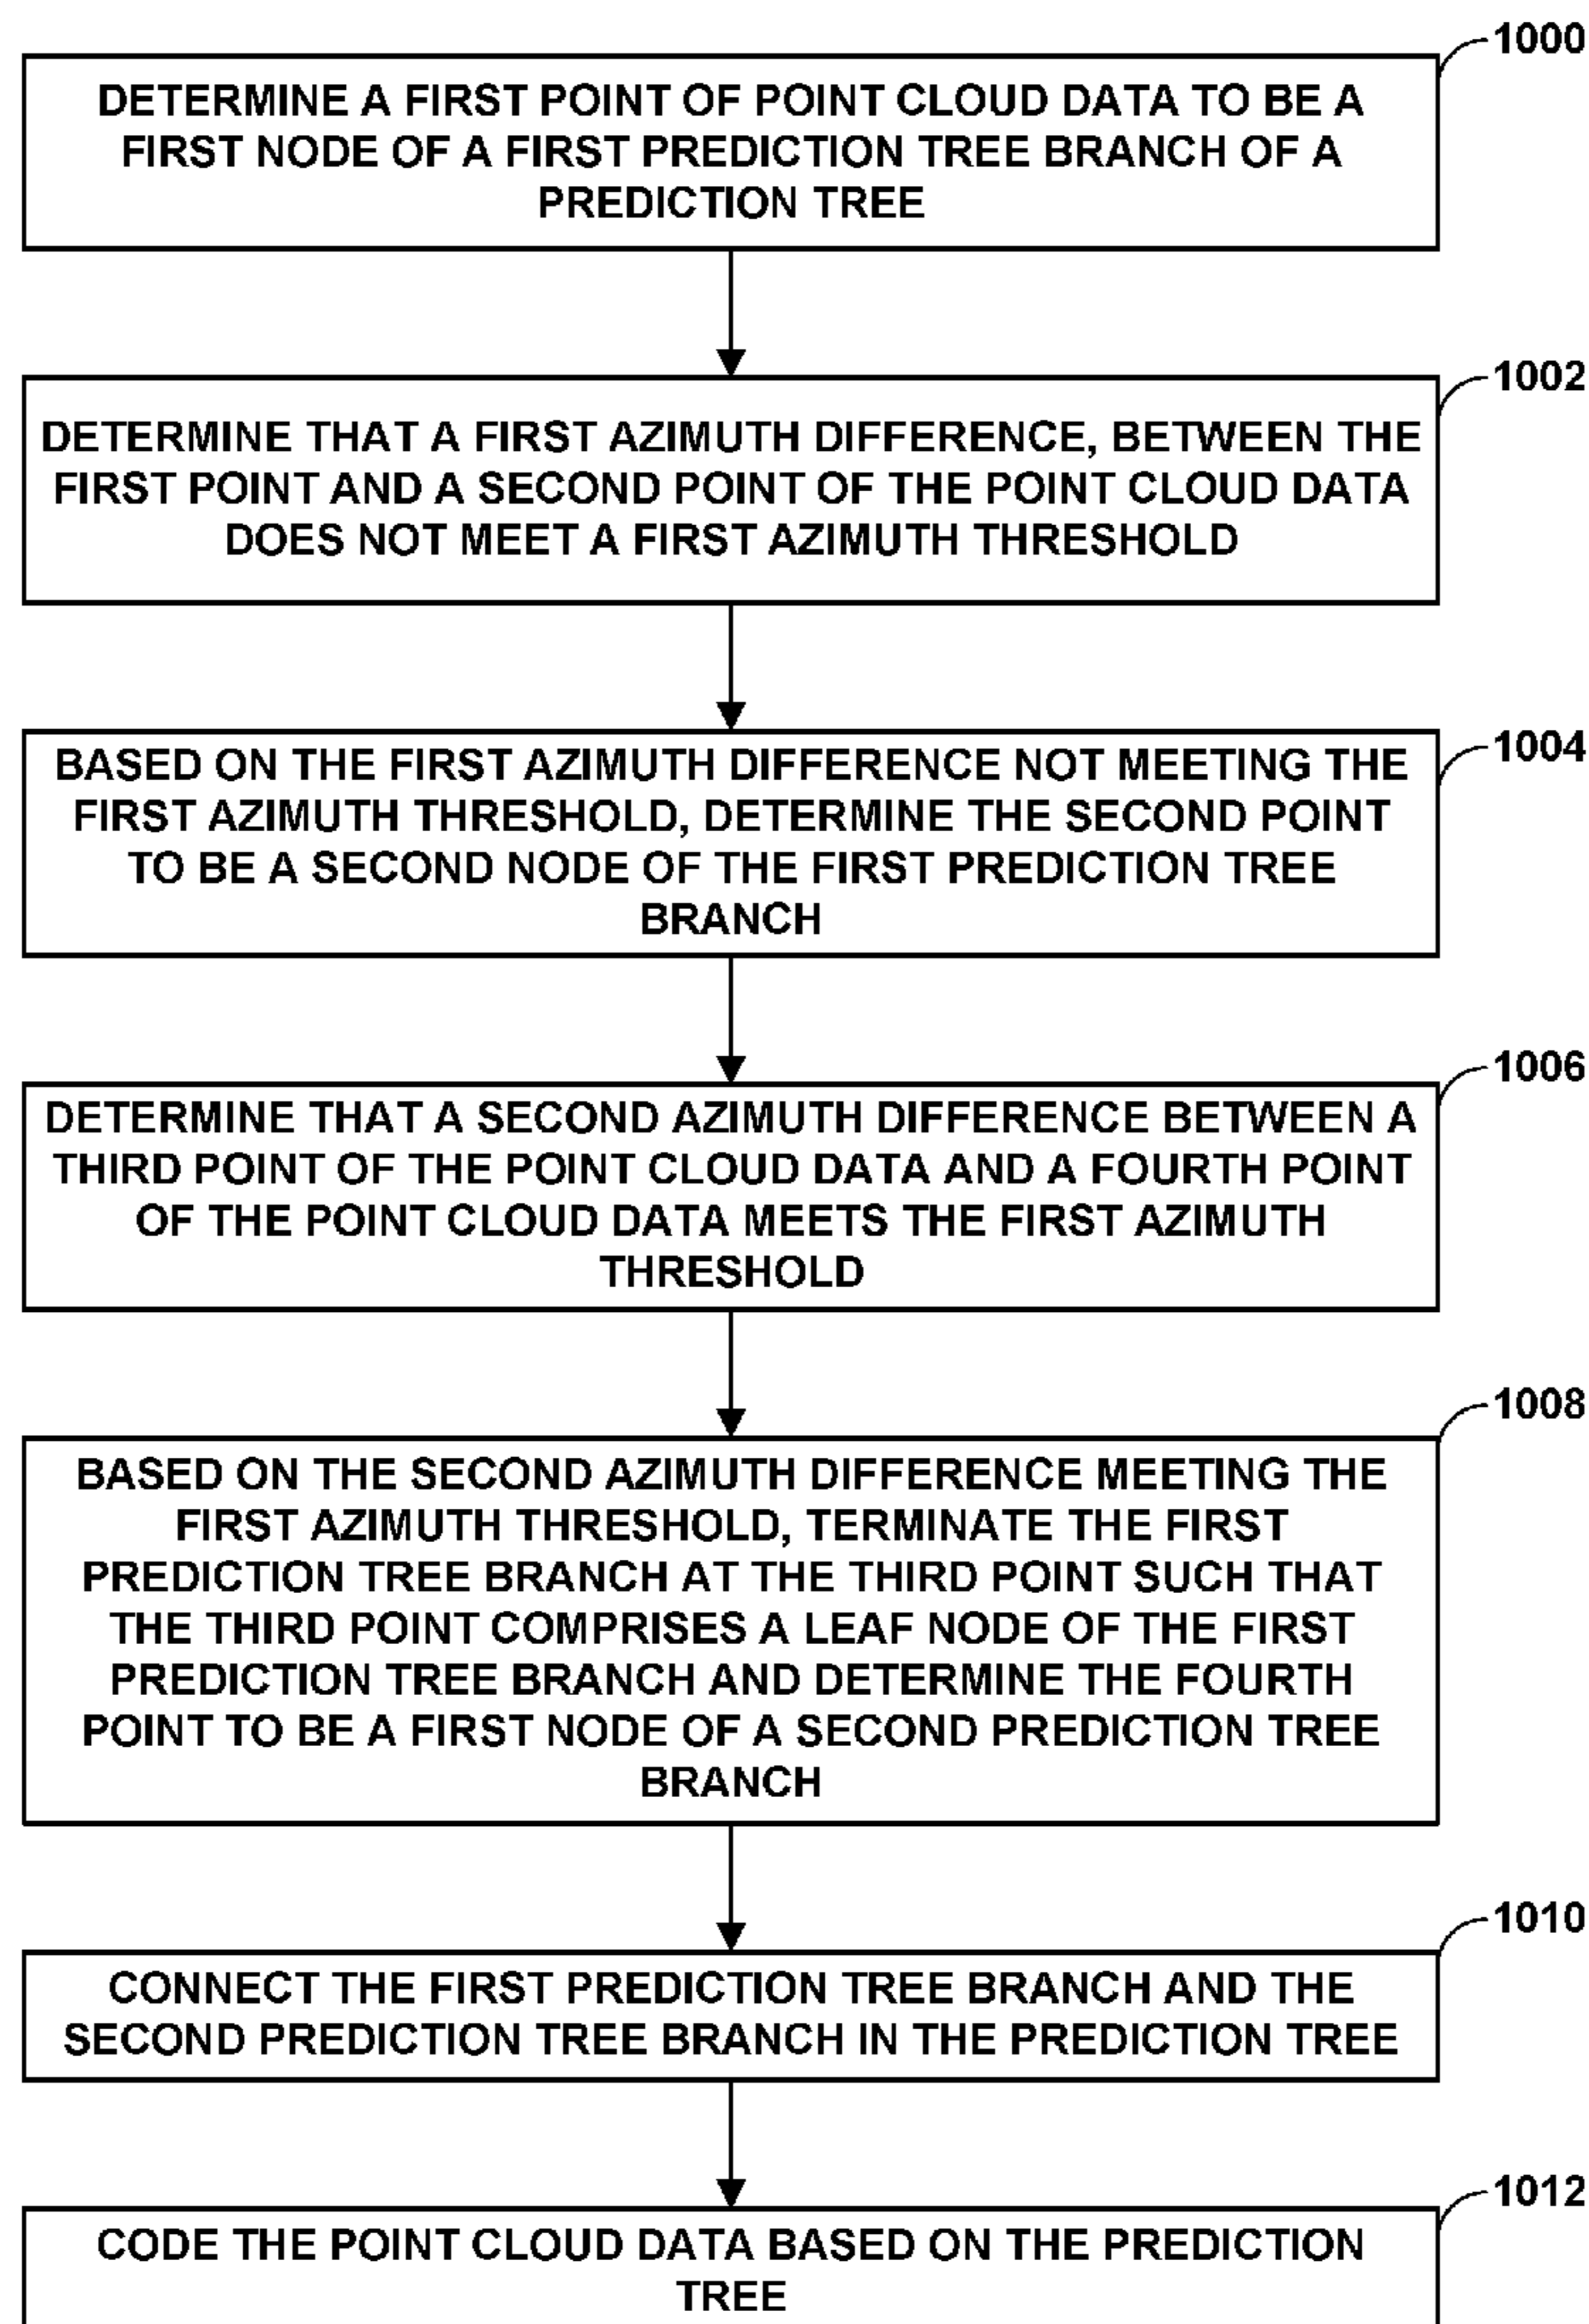 1000
DETERMINE A FIRST POINT OF POINT CLOUD DATA TO BE A
FIRST NODE OF A FIRST PREDICTION TREE BRANCH OF A
PREDICTION TREE
1002
DETERMINE THAT A FIRST AZIMUTH DIFFERENCE, BETWEEN THE
FIRST POINT AND A SECOND POINT OF THE POINT CLOUD DATA
DOES NOT MEET A FIRST AZIMUTH THRESHOLD
1004
BASED ON THE FIRST AZIMUTH DIFFERENCE NOT MEETING THE
FIRST AZIMUTH THRESHOLD, DETERMINE THE SECOND POINT
TO BE A SECOND NODE OF THE FIRST PREDICTION TREE
BRANCH
1006
DETERMINE THAT A SECOND AZIMUTH DIFFERENCE BETWEEN A
THIRD POINT OF THE POINT CLOUD DATA AND A FOURTH POINT
OF THE POINT CLOUD DATA MEETS THE FIRST AZIMUTH
THRESHOLD
1008
BASED ON THE SECOND AZIMUTH DIFFERENCE MEETING THE
FIRST AZIMUTH THRESHOLD, TERMINATE THE FIRST
PREDICTION TREE BRANCH AT THE THIRD POINT SUCH THAT
THE THIRD POINT COMPRISES A LEAF NODE OF THE FIRST
PREDICTION TREE BRANCH AND DETERMINE THE FOURTH
POINT TO BE A FIRST NODE OF A SECOND PREDICTION TREE
BRANCH
1010
CONNECT THE FIRST PREDICTION TREE BRANCH AND THE
SECOND PREDICTION TREE BRANCH IN THE PREDICTION TREE
1012
CODE THE POINT CLOUD DATA BASED ON THE PREDICTION
TREE